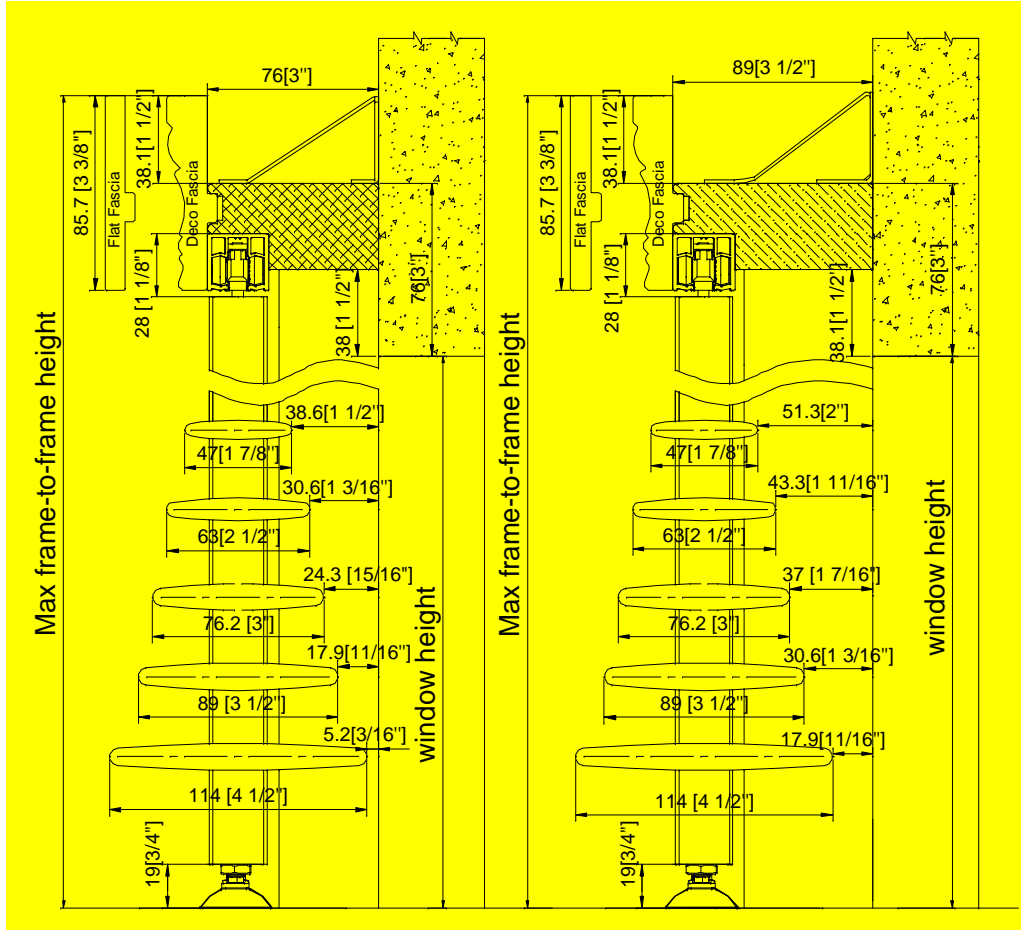 76[3"]
38.1[1 1/2"]
85.7 [3 3/8"]
Flat Fascia
Deco Fascia
28 [1 1/8"]
38 [1 1/2"]
76[3"]
Max frame-to-frame height
38.6[1 1/2"]
47[1 7/8"]
30.6[1 3/16"]
63[2 1/2"]
24.3 [15/16"]
76.2 [3"]
17.9[11/16"]
89 [3 1/2"]
5.2[3/16"]
114 [4 1/2"]
window height
19[3/4"]
89[3 1/2"]
38.1[1 1/2"]
85.7 [3 3/8"]
Flat Fascia
Deco Fascia
28 [1 1/8"]
38.1[1 1/2"]
76[3"]
Max frame-to-frame height
51.3[2"]
47[1 7/8"]
43.3[1 11/16"]
63[2 1/2"]
37 [1 7/16"]
76.2 [3"]
30.6[1 3/16"]
89 [3 1/2"]
17.9[11/16"]
114 [4 1/2"]
window height
19[3/4"]